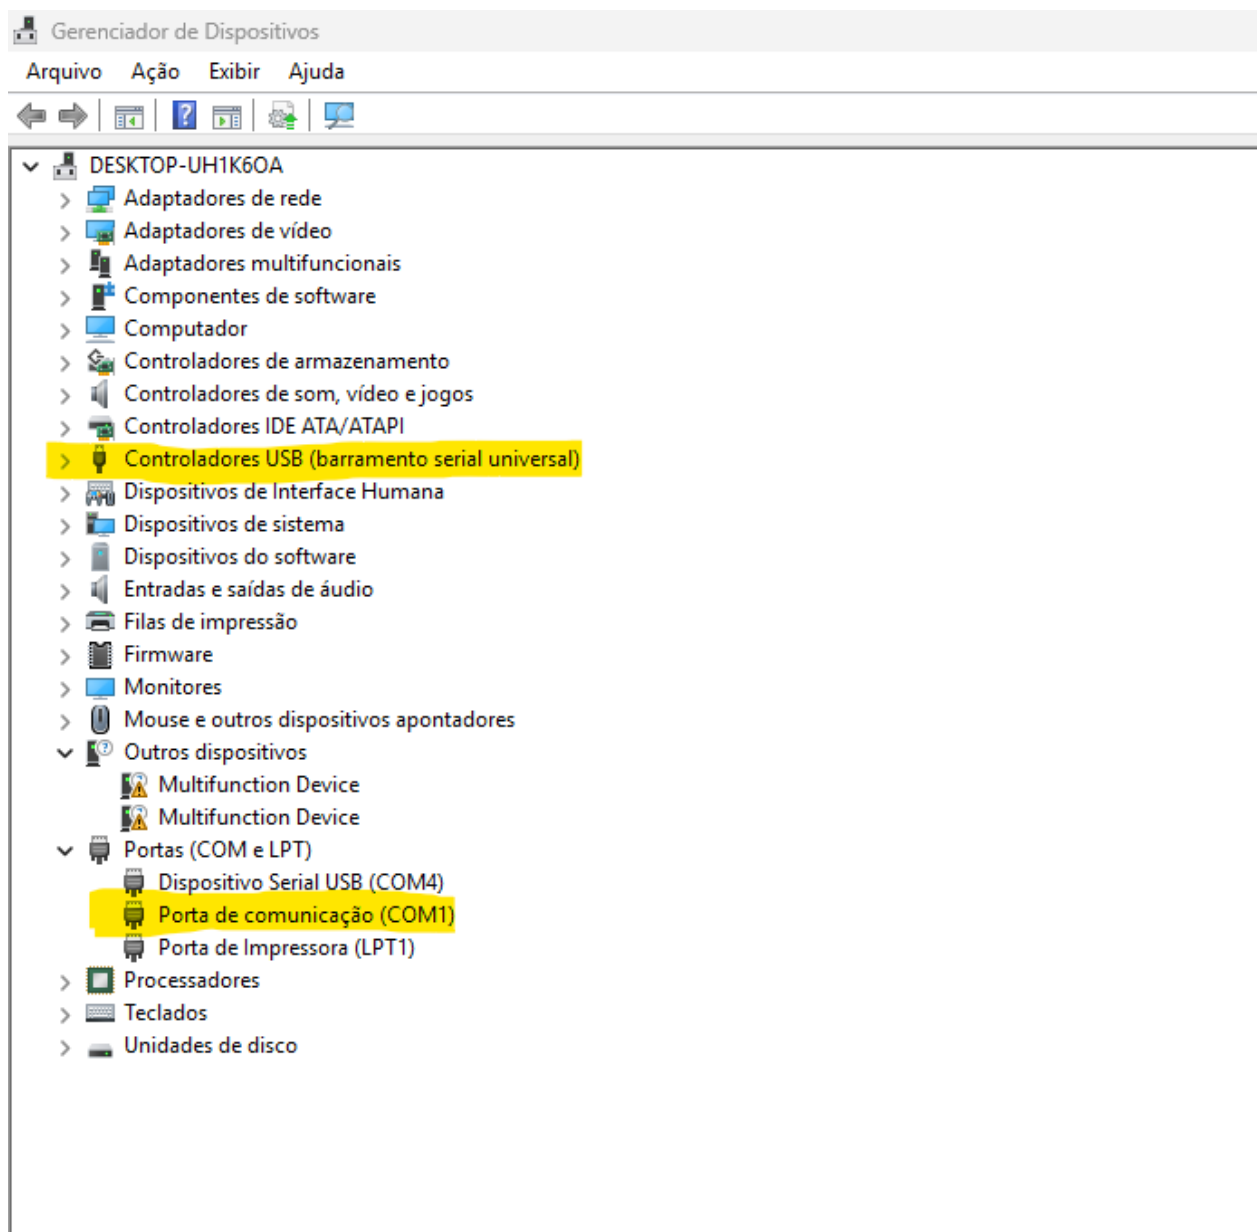 Gerenciador de Dispositivos
Arquivo Ação Exibir Ajuda
DESKTOP-UH1K6OA
Adaptadores de rede
Adaptadores de vídeo
Adaptadores multifuncionais
Componentes de software
Computador
Controladores de armazenamento
Controladores de som, vídeo e jogos
Controladores IDE ATA/ATAPI
Controladores USB (barramento serial universal)
Dispositivos de Interface Humana
Dispositivos de sistema
Dispositivos do software
Entradas e saídas de áudio
Filas de impressão
Firmware
Monitores
Mouse e outros dispositivos apontadores
Outros dispositivos
Multifunction Device
Multifunction Device
Portas (COM e LPT)
Dispositivo Serial USB (COM4)
Porta de comunicação (COM1)
Porta de Impressora (LPT1)
Processadores
Teclados
Unidades de disco